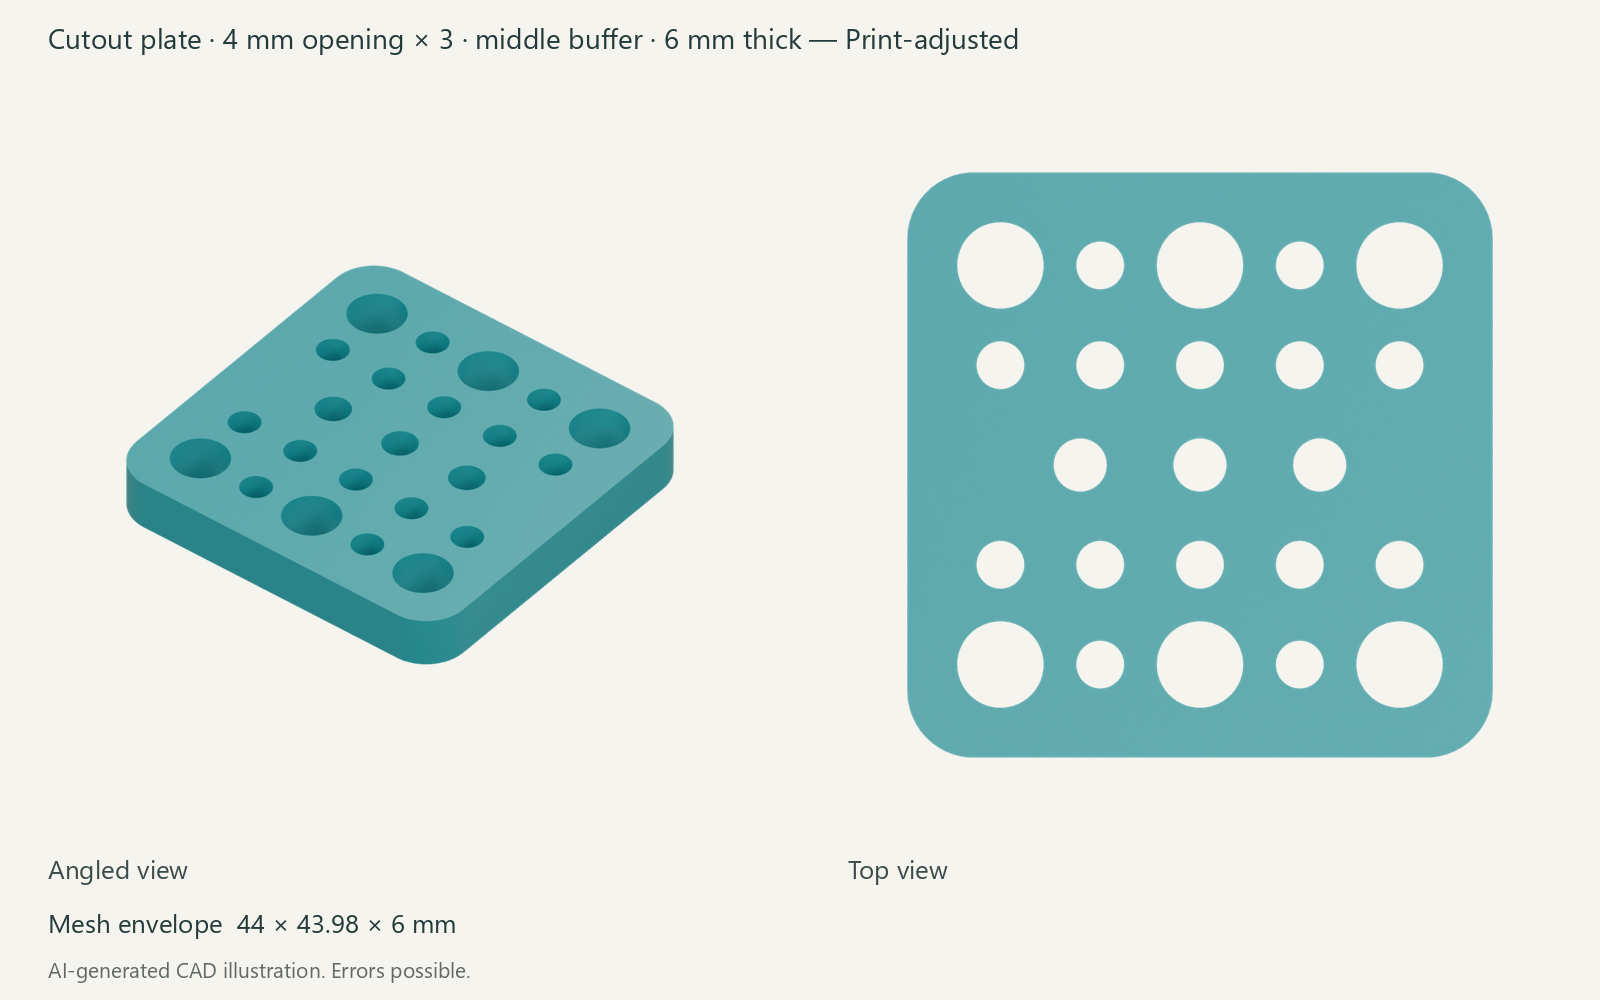 Cutout plate · 4 mm opening × 3 · middle buffer · 6 mm thick — Print-adjusted
Angled view
Top view
Mesh envelope 44 × 43.98 × 6 mm
AI-generated CAD illustration. Errors possible.